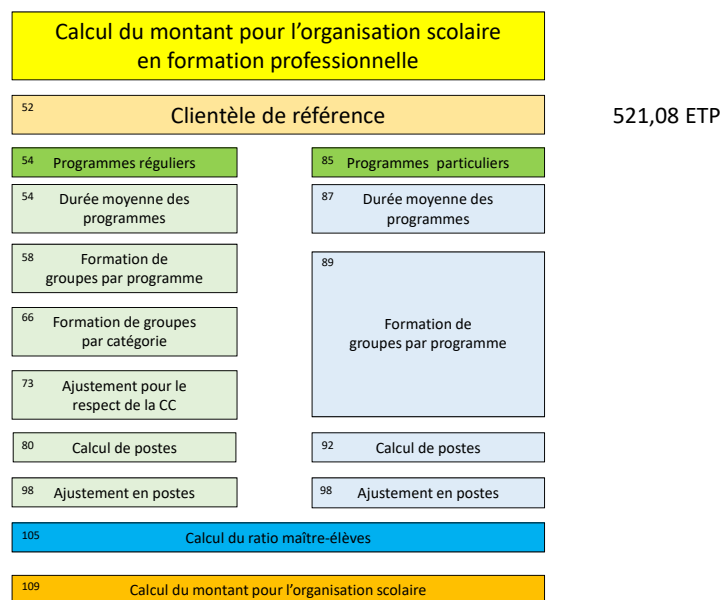 Calcul du montant pour l’organisation scolaire
en formation professionnelle
52 Clientèle de référence 521,08 ETP
54 Programmes réguliers
85 Programmes particuliers
54 Durée moyenne des
programmes
87 Durée moyenne des
programmes
58 Formation de
groupes par programme
89
Formation de
groupes par programme
66 Formation de groupes
par catégorie
73 Ajustement pour le
respect de la CC
80 Calcul de postes
92 Calcul de postes
98 Ajustement en postes
98 Ajustement en postes
105 Calcul du ratio maître-élèves
109 Calcul du montant pour l’organisation scolaire